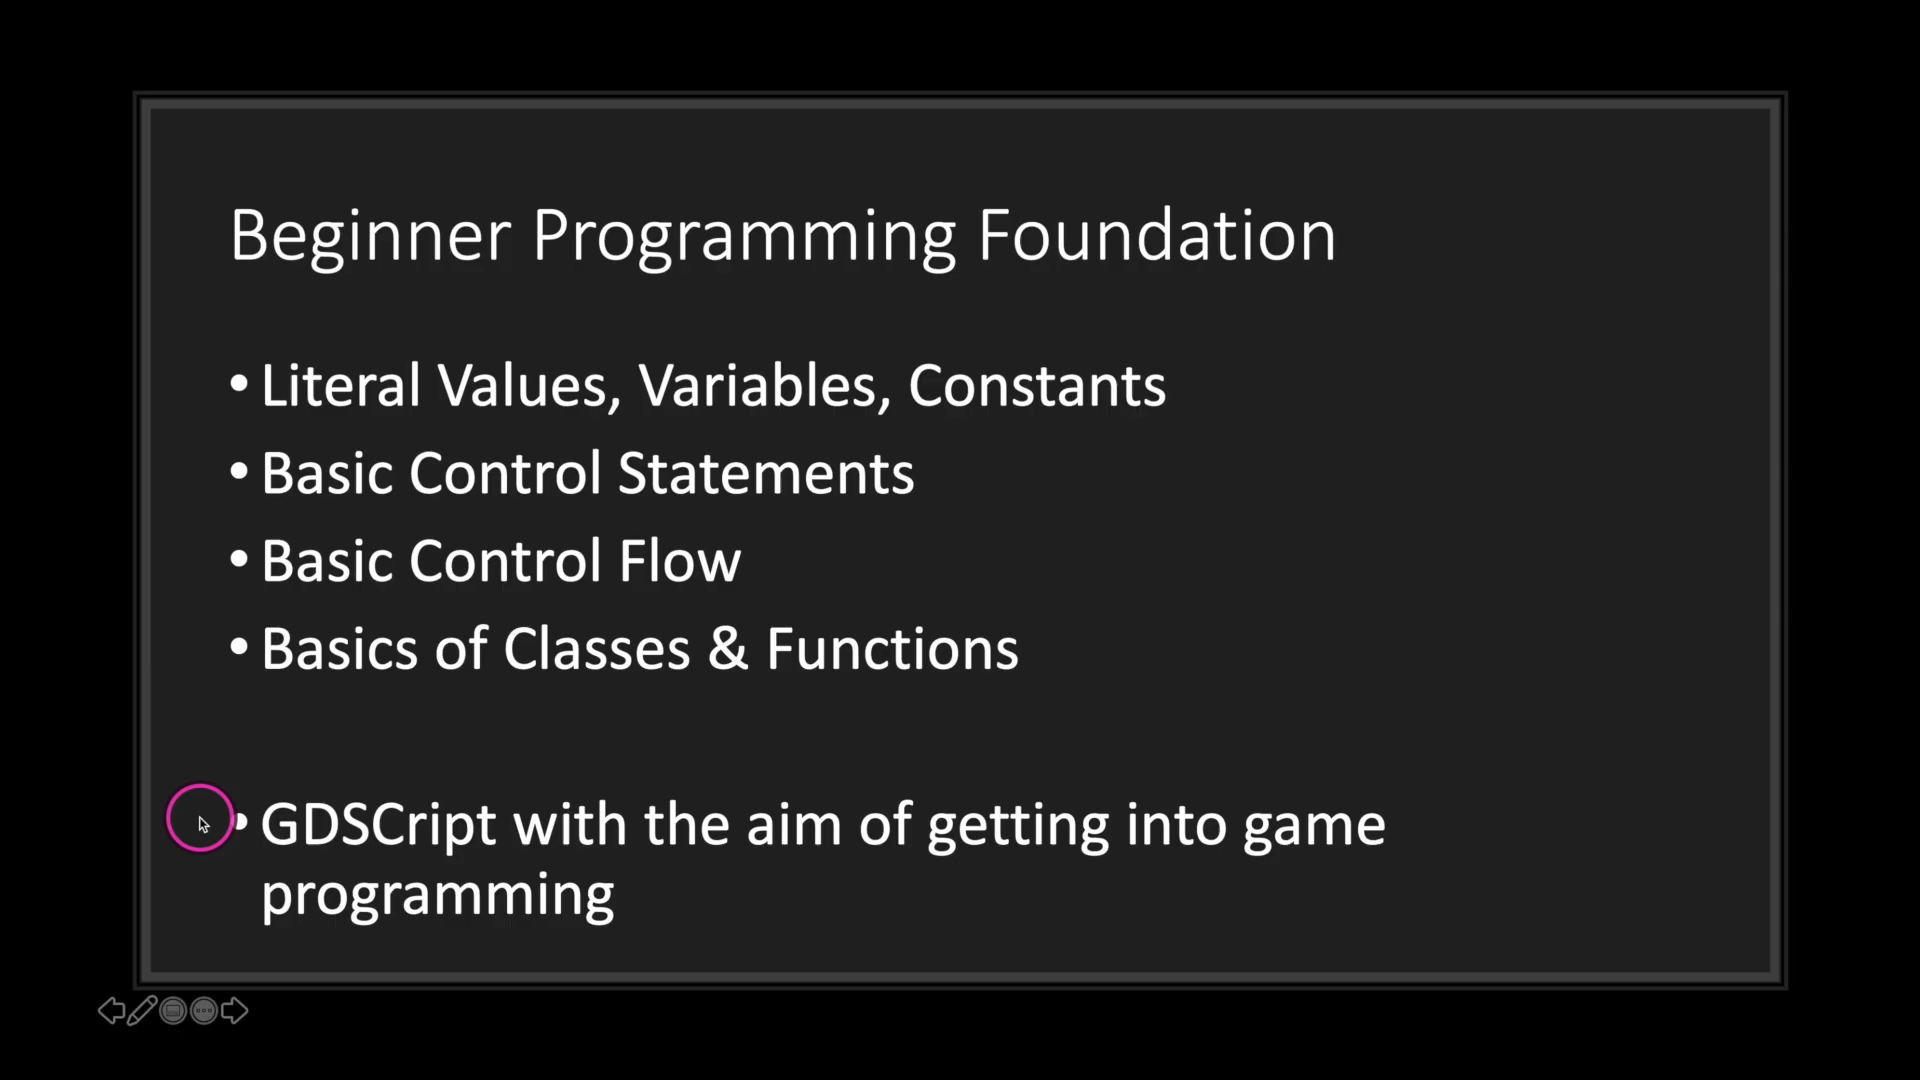 Beginner Programming Foundation
• Literal Values, Variables, Constants
• Basic Control Statements
• Basic Control Flow
• Basics of Classes & Functions
• GDSCript with the aim of getting into game
programming